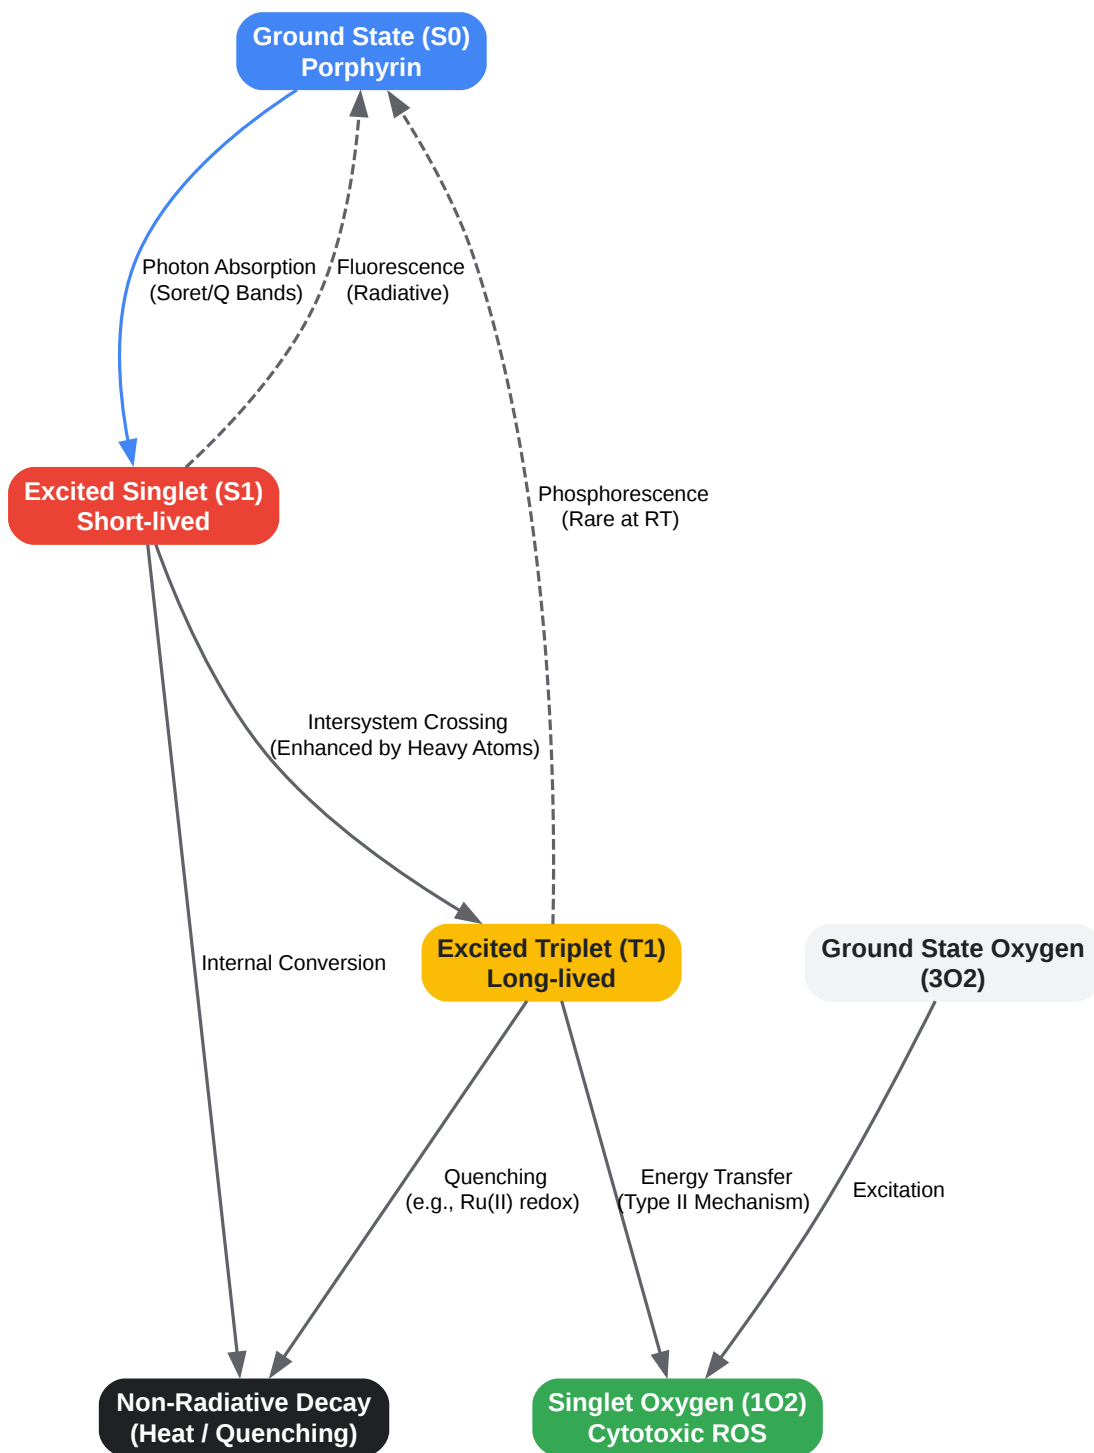 Ground State (S0)
Porphyrin
Photon Absorption
(Soret/Q Bands)
Fluorescence
(Radiative)
Excited Singlet (S1)
Short-lived
Phosphorescence
(Rare at RT)
Intersystem Crossing
(Enhanced by Heavy Atoms)
Internal Conversion
Excited Triplet (T1)
Long-lived
Ground State Oxygen
(3O2)
Quenching
(e.g., Ru(II) redox)
Energy Transfer
(Type II Mechanism)
Excitation
Non-Radiative Decay
(Heat / Quenching)
Singlet Oxygen (1O2)
Cytotoxic ROS